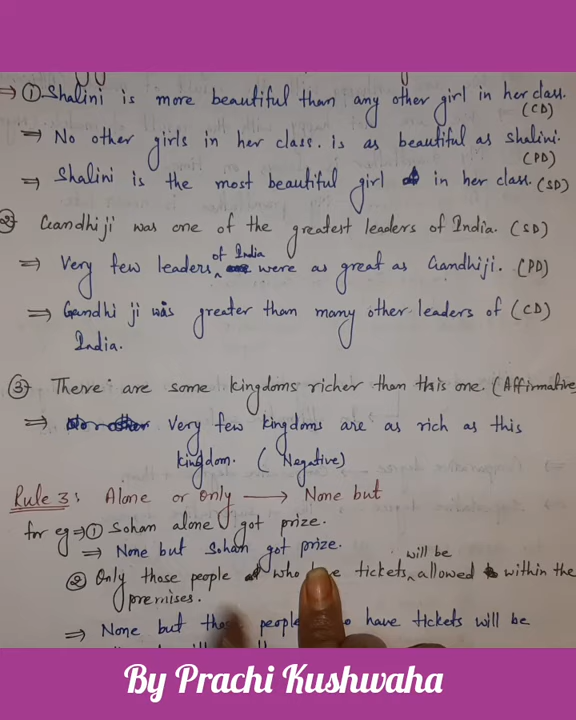 ⇒ ① Shalini is more beautiful than any other girl in her class.
(CD)
⇒ No other girls in her class. is as beautiful as Shalini.
(PD)
⇒ Shalini is the most beautiful girl in her class. (SD)
② Gandhiji was one of the greatest leaders of India. (SD)
⇒ Very few leaders of India were as great as Gandhiji. (PD)
⇒ Gandhi ji was greater than many other leaders of (CD)
India.
③ There are some kingdoms richer than this one. (Affirmative
⇒ Very few kingdoms are as rich as this
kingdom. (Negative)
Rule 3: Alone or only → None but
for eg ⇒ ① Soham alone got prize.
⇒ None but Soham got prize.
② Only those people who have tickets will be allowed within the
premises.
⇒ None but people have tickets will be
By Prachi Kushwaha